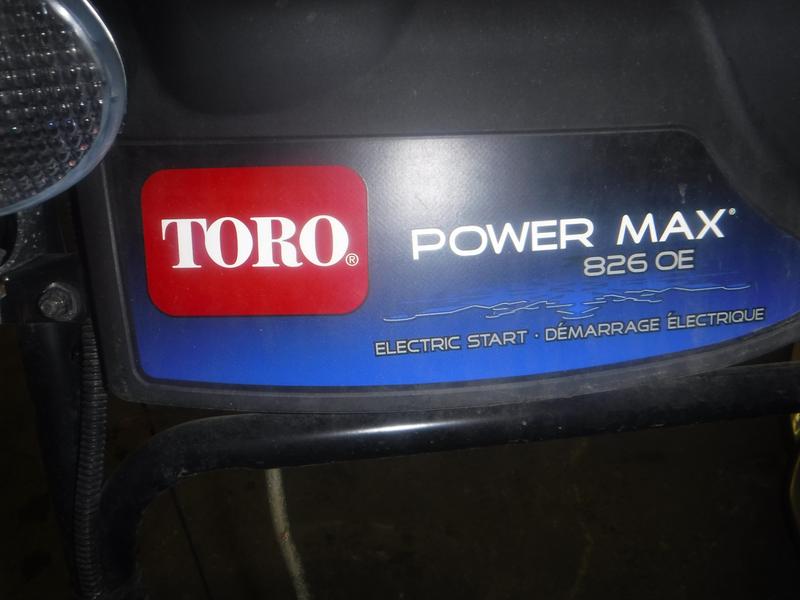 TORO®
POWER MAX®
826 OE
ELECTRIC START · DÉMARRAGE ÉLECTRIQUE